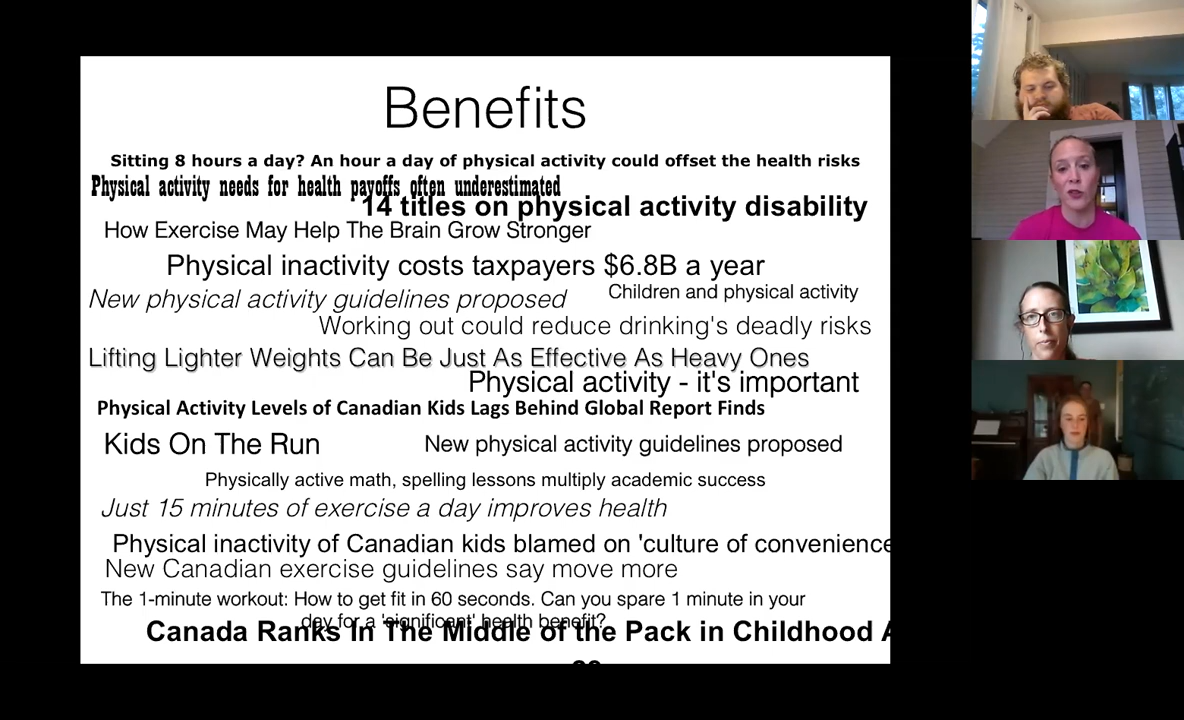 Benefits
Sitting 8 hours a day? An hour a day of physical activity could offset the health risks
Physical activity needs for health payoffs often underestimated
14 titles on physical activity disability
How Exercise May Help The Brain Grow Stronger
Physical inactivity costs taxpayers $6.8B a year
Children and physical activity
New physical activity guidelines proposed
Working out could reduce drinking's deadly risks
Lifting Lighter Weights Can Be Just As Effective As Heavy Ones
Physical activity - it's important
Physical Activity Levels of Canadian Kids Lags Behind Global Report Finds
Kids On The Run
New physical activity guidelines proposed
Physically active math, spelling lessons multiply academic success
Just 15 minutes of exercise a day improves health
Physical inactivity of Canadian kids blamed on 'culture of convenience
New Canadian exercise guidelines say move more
The 1-minute workout: How to get fit in 60 seconds. Can you spare 1 minute in your
day for a 'significant' health benefit?
Canada Ranks In The Middle of the Pack in Childhood